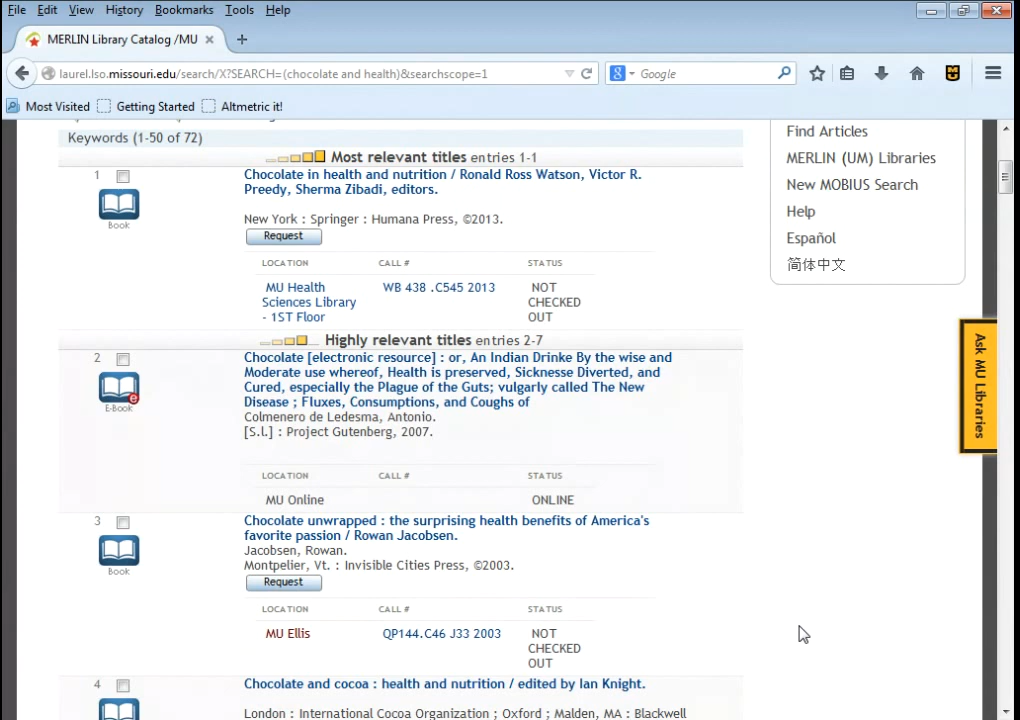 File Edit View History Bookmarks Tools Help
MERLIN Library Catalog /MU
laurel.lso.missouri.edu/search/X?SEARCH=(chocolate and health)&searchscope=1
Google
Most Visited Getting Started Altmetric it!
Keywords (1-50 of 72)
Most relevant titles entries 1-1
1
Book
Chocolate in health and nutrition / Ronald Ross Watson, Victor R.
Preedy, Sherma Zibadi, editors.
New York : Springer : Humana Press, ©2013.
Request
LOCATION CALL # STATUS
MU Health
Sciences Library
- 1ST Floor
WB 438 .C545 2013
NOT
CHECKED
OUT
Highly relevant titles entries 2-7
2
E-Book
Chocolate [electronic resource] : or, An Indian Drinke By the wise and
Moderate use whereof, Health is preserved, Sicknesse Diverted, and
Cured, especially the Plague of the Guts; vulgarly called The New
Disease ; Fluxes, Consumptions, and Coughs of
Colmenero de Ledesma, Antonio.
[S.l.] : Project Gutenberg, 2007.
LOCATION CALL # STATUS
MU Online ONLINE
3
Book
Chocolate unwrapped : the surprising health benefits of America's
favorite passion / Rowan Jacobsen.
Jacobsen, Rowan.
Montpelier, Vt. : Invisible Cities Press, ©2003.
Request
LOCATION CALL # STATUS
MU Ellis QP144.C46 J33 2003 NOT
CHECKED
OUT
4
Chocolate and cocoa : health and nutrition / edited by Ian Knight.
London : International Cocoa Organization ; Oxford ; Malden, MA : Blackwell
Find Articles
MERLIN (UM) Libraries
New MOBIUS Search
Help
Español
简体中文
Ask MU Libraries